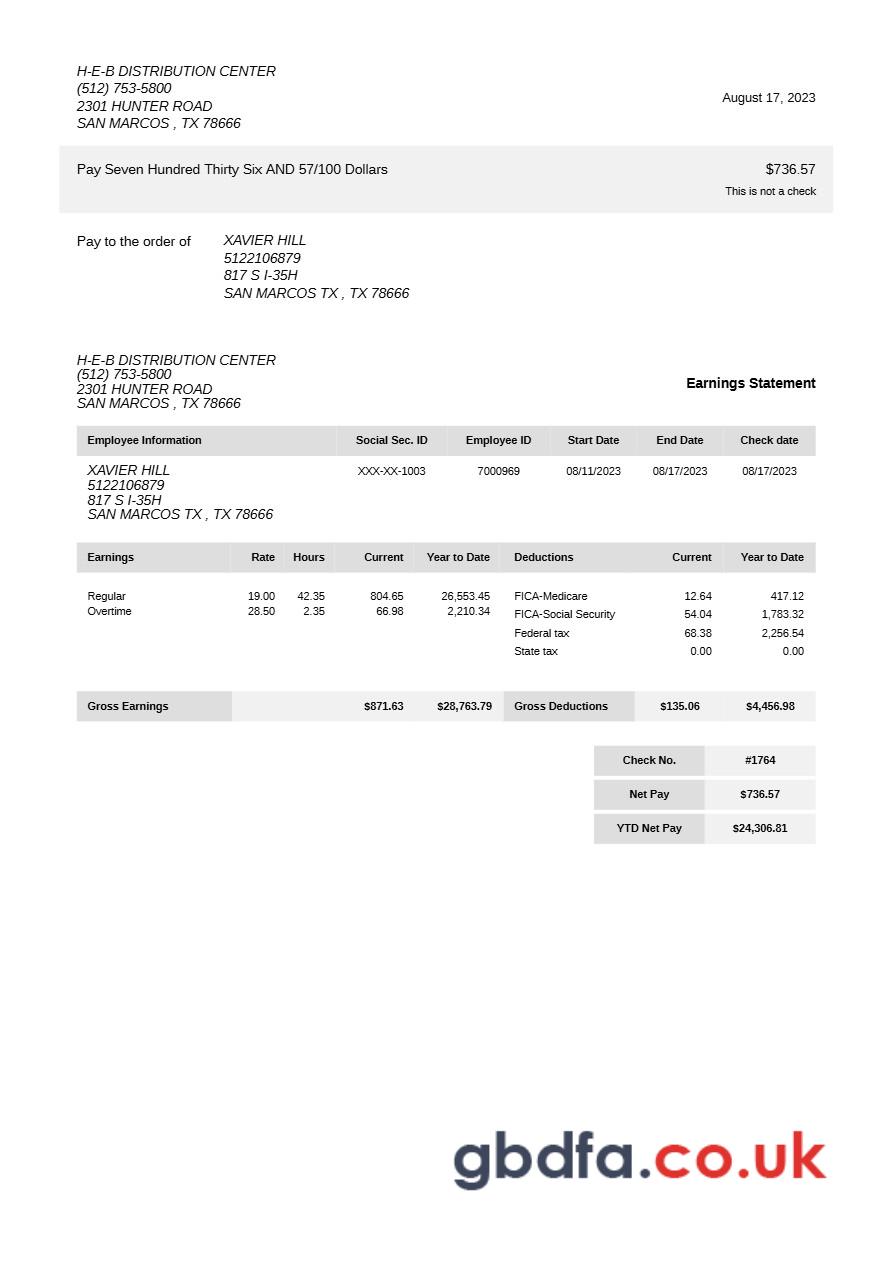 H-E-B DISTRIBUTION CENTER
(512) 753-5800
2301 HUNTER ROAD
SAN MARCOS , TX 78666
August 17, 2023
Pay Seven Hundred Thirty Six AND 57/100 Dollars $736.57
This is not a check
Pay to the order of XAVIER HILL
5122106879
817 S I-35H
SAN MARCOS TX , TX 78666
H-E-B DISTRIBUTION CENTER
(512) 753-5800
2301 HUNTER ROAD
SAN MARCOS , TX 78666
Earnings Statement
Employee Information Social Sec. ID Employee ID Start Date End Date Check date
XAVIER HILL XXX-XX-1003 7000969 08/11/2023 08/17/2023 08/17/2023
5122106879
817 S I-35H
SAN MARCOS TX , TX 78666
Earnings Rate Hours Current Year to Date Deductions Current Year to Date
Regular 19.00 42.35 804.65 26,553.45 FICA-Medicare 12.64 417.12
Overtime 28.50 2.35 66.98 2,210.34 FICA-Social Security 54.04 1,783.32
Federal tax 68.38 2,256.54
State tax 0.00 0.00
Gross Earnings $871.63 $28,763.79 Gross Deductions $135.06 $4,456.98
Check No. #1764
Net Pay $736.57
YTD Net Pay $24,306.81
gbdfa.co.uk